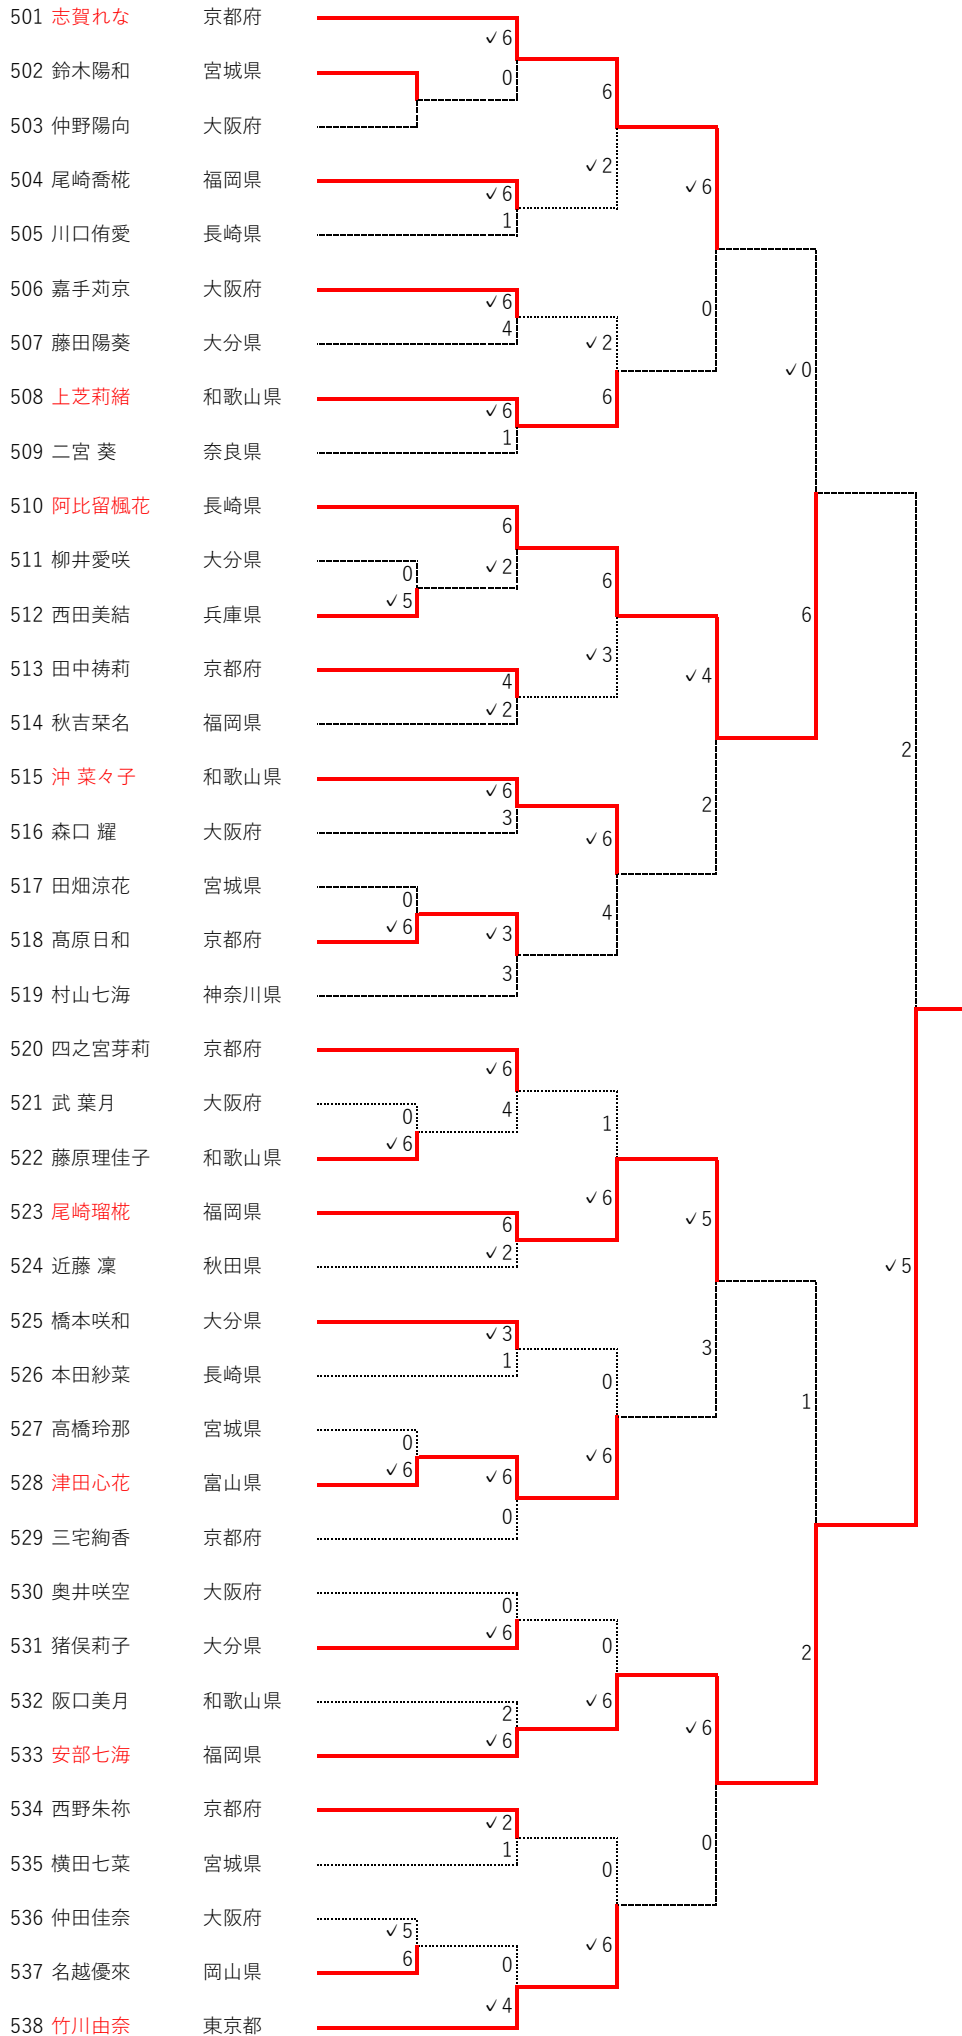 501 志賀れな 京都府
✓6
502 鈴木陽和 宮城県
0
6
503 仲野陽向 大阪府
✓2
504 尾崎喬椛 福岡県
✓6
✓6
1
505 川口侑愛 長崎県
506 嘉手苅京 大阪府
✓6
0
4
507 藤田陽葵 大分県
✓2
✓0
508 上芝莉緒 和歌山県
6
✓6
1
509 二宮 葵 奈良県
510 阿比留楓花 長崎県
6
511 柳井愛咲 大分県
✓2
0
6
✓5
512 西田美結 兵庫県
6
✓3
513 田中祷莉 京都府
✓4
4
✓2
514 秋吉栞名 福岡県
2
515 沖 菜々子 和歌山県
✓6
2
3
516 森口 耀 大阪府
✓6
517 田畑涼花 宮城県
0
4
✓6
518 髙原日和 京都府
✓3
3
519 村山七海 神奈川県
520 四之宮芽莉 京都府
✓6
521 武 葉月 大阪府
4
0
1
✓6
522 藤原理佳子 和歌山県
✓6
523 尾崎瑠椛 福岡県
✓5
6
✓2
524 近藤 凜 秋田県
✓5
525 橋本咲和 大分県
✓3
3
1
526 本田紗菜 長崎県
0
1
527 高橋玲那 宮城県
0
✓6
✓6
528 津田心花 富山県
✓6
0
529 三宅絢香 京都府
530 奥井咲空 大阪府
0
✓6
531 猪俣莉子 大分県
0
2
532 阪口美月 和歌山県
✓6
2
✓6
✓6
533 安部七海 福岡県
534 西野朱祢 京都府
✓2
0
1
535 横田七菜 宮城県
0
536 仲田佳奈 大阪府
✓5
✓6
6
0
537 名越優來 岡山県
✓4
538 竹川由奈 東京都